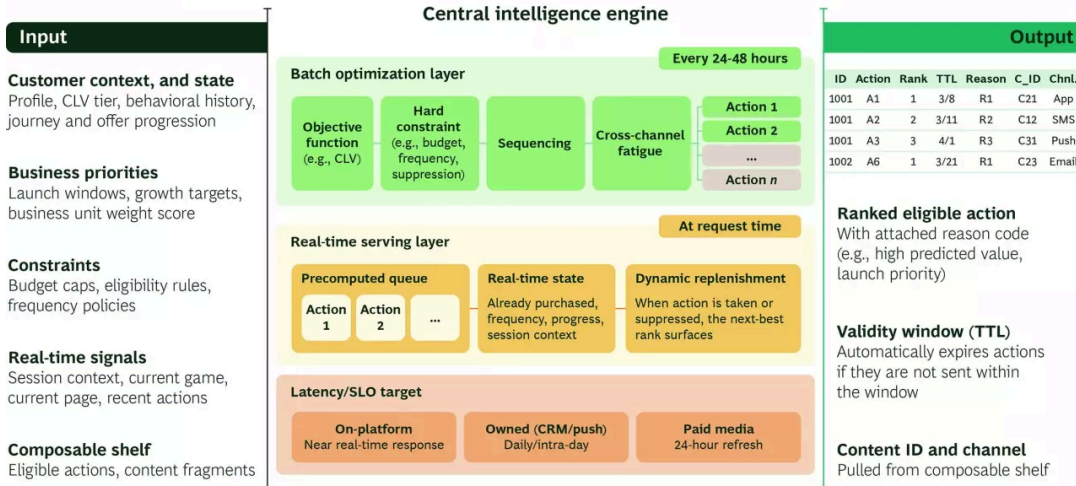 Central intelligence engine
Input
Customer context, and state
Profile, CLV tier, behavioral history,
journey and offer progression
Business priorities
Launch windows, growth targets,
business unit weight score
Constraints
Budget caps, eligibility rules,
frequency policies
Real-time signals
Session context, current game,
current page, recent actions
Composable shelf
Eligible actions, content fragments
Every 24-48 hours
Batch optimization layer
Objective
function
(e.g., CLV)
Hard
constraint
(e.g., budget,
frequency,
suppression)
Sequencing
Cross-channel
fatigue
Action 1
Action 2
...
Action n
At request time
Real-time serving layer
Precomputed queue
Action
1
Action
2
...
Real-time state
Already purchased,
frequency, progress,
session context
Dynamic replenishment
When action is taken or
suppressed, the next-best
rank surfaces
Latency/SLO target
On-platform
Near real-time response
Owned (CRM/push)
Daily/intra-day
Paid media
24-hour refresh
Output
ID Action Rank TTL Reason C_ID Chnl.
1001 A1 1 3/8 R1 C21 App
1001 A2 2 3/11 R2 C12 SMS
1001 A3 3 4/1 R3 C31 Push
1002 A6 1 3/21 R1 C23 Email
Ranked eligible action
With attached reason code
(e.g., high predicted value,
launch priority)
Validity window (TTL)
Automatically expires actions
if they are not sent within
the window
Content ID and channel
Pulled from composable shelf